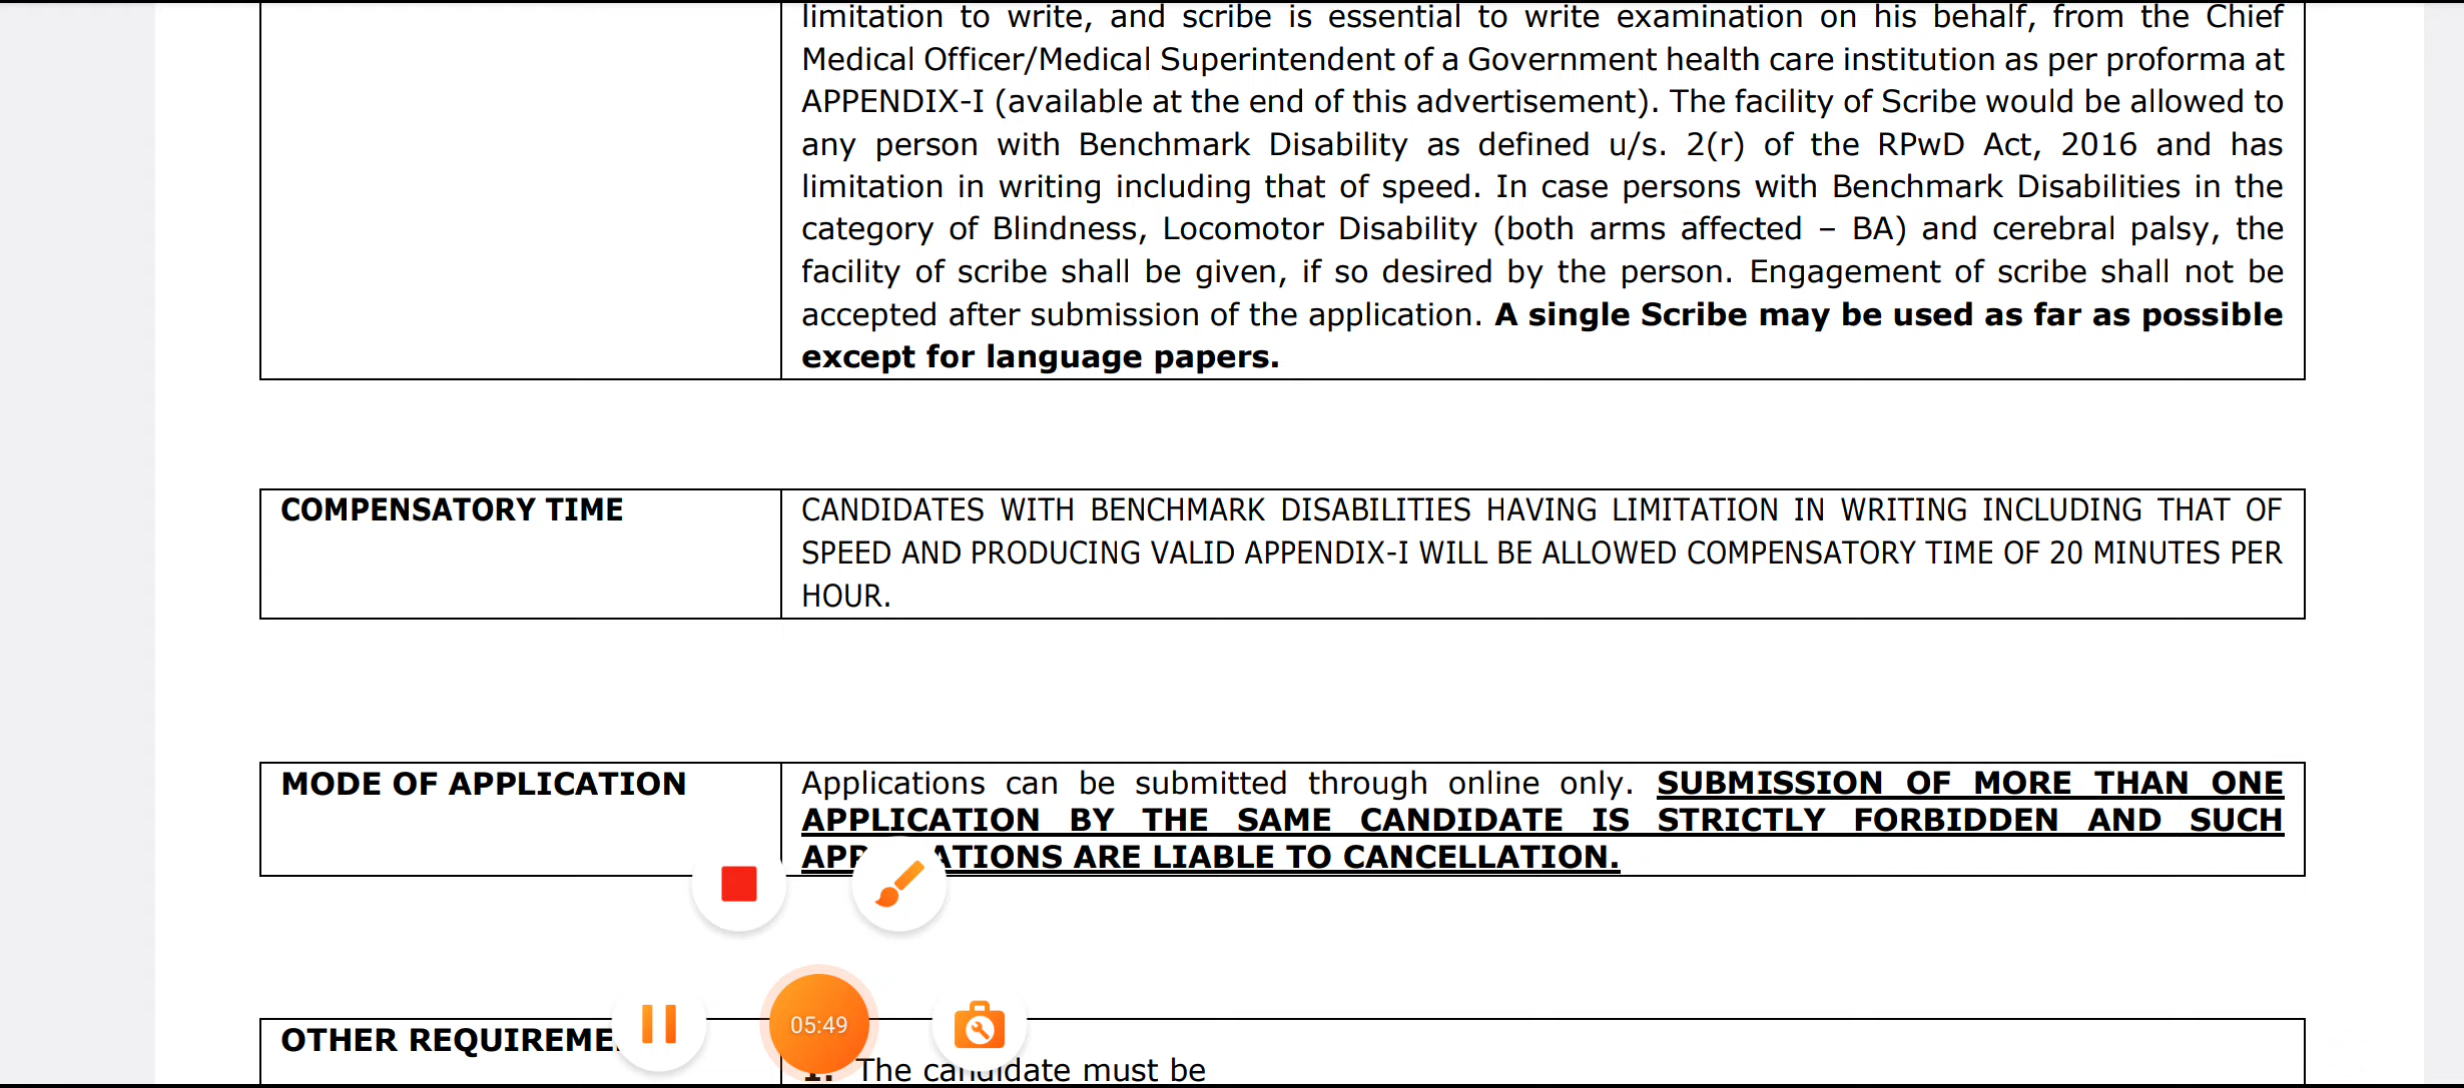 limitation to write, and scribe is essential to write examination on his behalf, from the Chief
Medical Officer/Medical Superintendent of a Government health care institution as per proforma at
APPENDIX-I (available at the end of this advertisement). The facility of Scribe would be allowed to
any person with Benchmark Disability as defined u/s. 2(r) of the RPwD Act, 2016 and has
limitation in writing including that of speed. In case persons with Benchmark Disabilities in the
category of Blindness, Locomotor Disability (both arms affected – BA) and cerebral palsy, the
facility of scribe shall be given, if so desired by the person. Engagement of scribe shall not be
accepted after submission of the application. A single Scribe may be used as far as possible
except for language papers.
COMPENSATORY TIME
CANDIDATES WITH BENCHMARK DISABILITIES HAVING LIMITATION IN WRITING INCLUDING THAT OF
SPEED AND PRODUCING VALID APPENDIX-I WILL BE ALLOWED COMPENSATORY TIME OF 20 MINUTES PER
HOUR.
MODE OF APPLICATION
Applications can be submitted through online only. SUBMISSION OF MORE THAN ONE
APPLICATION BY THE SAME CANDIDATE IS STRICTLY FORBIDDEN AND SUCH
ARE LIABLE TO CANCELLATION.
OTHER
05:49
The candidate must be